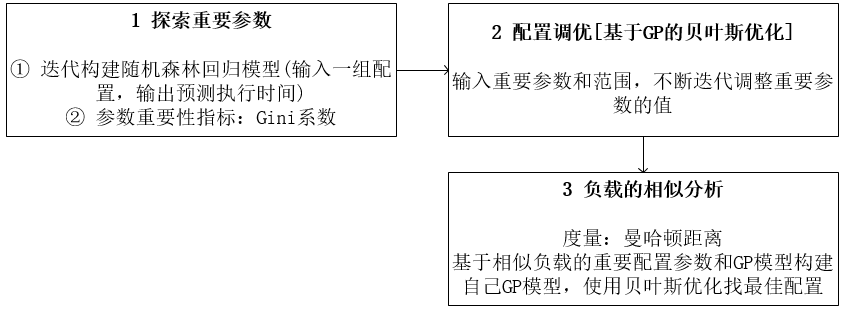 1 探索重要参数
① 迭代构建随机森林回归模型(输入一组配
置，输出预测执行时间)
② 参数重要性指标：Gini系数
2 配置调优[基于GP的贝叶斯优化]
输入重要参数和范围，不断迭代调整重要参
数的值
3 负载的相似分析
度量：曼哈顿距离
基于相似负载的重要配置参数和GP模型构建
自己GP模型，使用贝叶斯优化找最佳配置